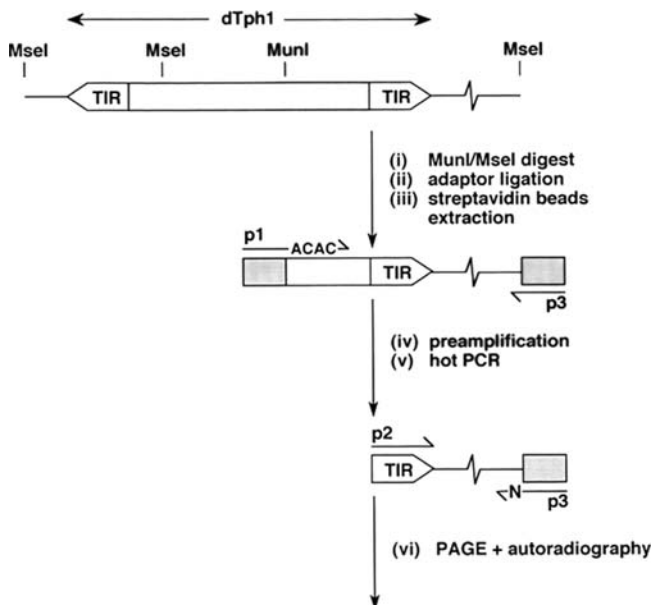 dTph1
MseI MseI MunI MseI
TIR TIR
(i) MunI/MseI digest
(ii) adaptor ligation
(iii) streptavidin beads
extraction
p1
ACAC
TIR
p3
(iv) preamplification
(v) hot PCR
p2
TIR
N
p3
(vi) PAGE + autoradiography